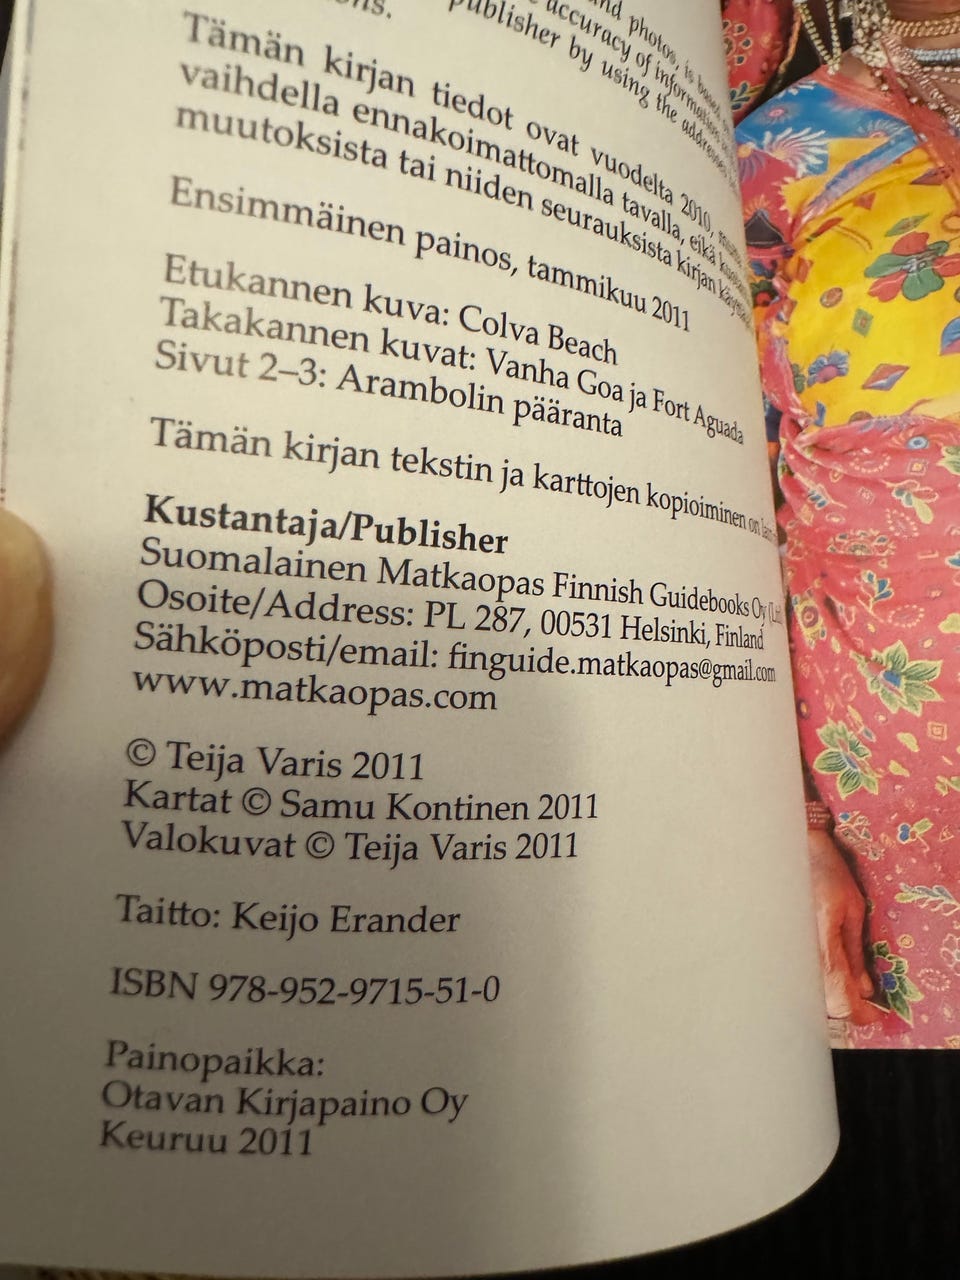 and photos, is based on
accuracy of information
publisher by using the addresses
Tämän kirjan tiedot ovat vuodelta 2010,
vaihdella ennakoimattomalla tavalla, eikä
muutoksista tai niiden seurauksista kirjan
Ensimmäinen painos, tammikuu 2011
Etukannen kuva: Colva Beach
Takakannen kuvat: Vanha Goa ja Fort Aguada
Sivut 2–3: Arambolin pääranta
Tämän kirjan tekstin ja karttojen kopioiminen on
Kustantaja/Publisher
Suomalainen Matkaopas Finnish Guidebooks Oy
Osoite/Address: PL 287, 00531 Helsinki, Finland
Sähköposti/email: finguide.matkaopas@gmail.com
www.matkaopas.com
© Teija Varis 2011
Kartat © Samu Kontinen 2011
Valokuvat © Teija Varis 2011
Taitto: Keijo Erander
ISBN 978-952-9715-51-0
Painopaikka:
Otavan Kirjapaino Oy
Keuruu 2011